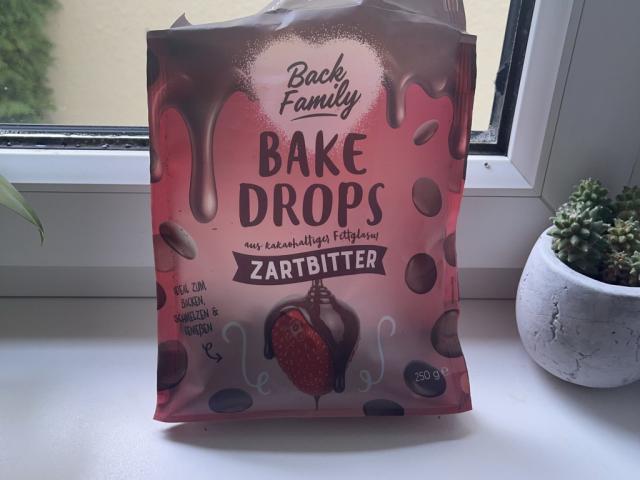 Back
Family
BAKE
DROPS
aus kakaohaltiger Fettglasur
ZARTBITTER
IDEAL ZUM
BACKEN,
SCHMELZEN &
GENIEßEN
250 g ℮